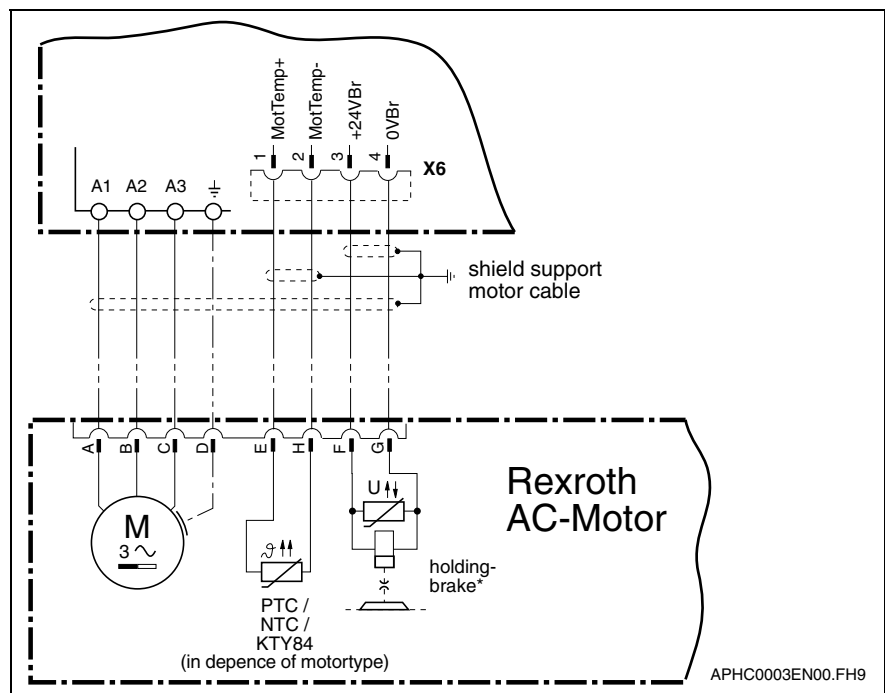 MotTemp+
MotTemp-
+24VBr
0VBr
1
2
3
4
X6
A1 A2 A3
shield support
motor cable
A
B
C
D
E
H
F
G
Rexroth
AC-Motor
M
3
U
ϑ
holding-
brake*
PTC /
NTC /
KTY84
(in depence of motortype)
APHC0003EN00.FH9